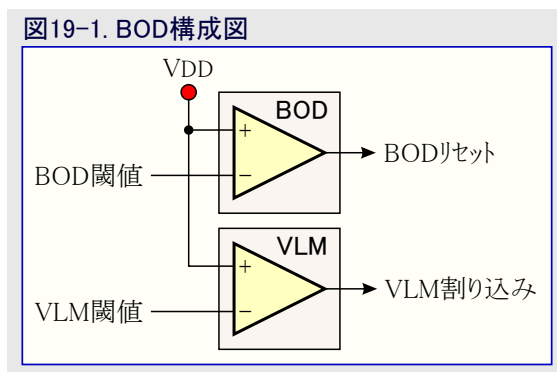 図19-1. BOD構成図
VDD
BOD
+
BOD閾値
−
BODリセット
VLM
+
VLM閾値
−
VLM割り込み